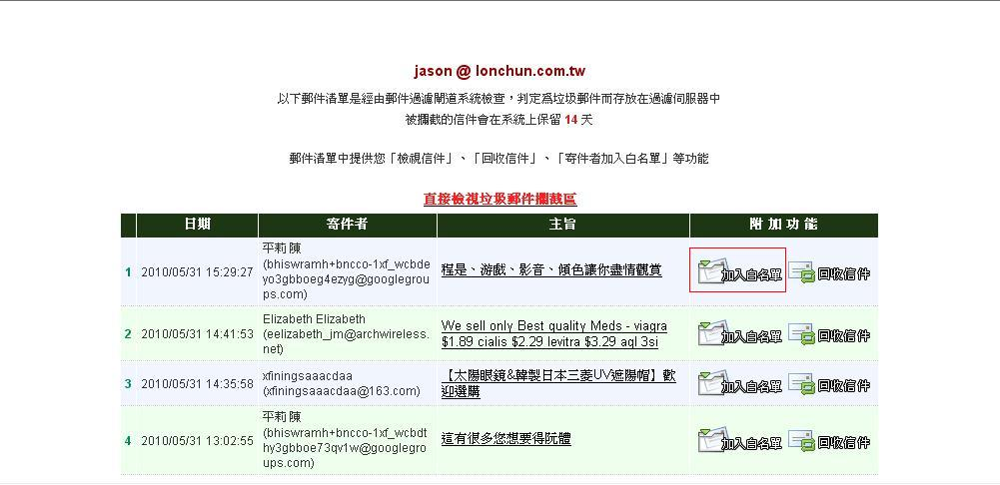 jason @ lonchun.com.tw
以下郵件清單是經由郵件過濾閘道系統檢查，判定為垃圾郵件而存放在過濾伺服器中
被攔截的信件會在系統上保留 14 天
郵件清單中提供您「檢視信件」、「回收信件」、「寄件者加入白名單」等功能
直接檢視垃圾郵件攔截區
日期 寄件者 主旨 附 加 功 能
1 2010/05/31 15:29:27 平莉 陳 (bhiswramh+bncco-1xf_wcbde 程是、游戲、影音、傾色讓你盡情觀賞 加入白名單 回收信件
yo3gbboeg4ezyg@googlegrou
ps.com)
2 2010/05/31 14:41:53 Elizabeth Elizabeth We sell only Best quality Meds - viagra 加入白名單 回收信件
(eelizabeth_jm@archwireless. $1.89 cialis $2.29 levitra $3.29 aql 3si
net)
3 2010/05/31 14:35:58 xfiningsaaacdaa 【太陽眼鏡&韓製日本三菱UV遮陽帽】歡 加入白名單 回收信件
(xfiningsaaacdaa@163.com) 迎選購
4 2010/05/31 13:02:55 平莉 陳 (bhiswramh+bncco-1xf_wcbdt 這有很多您想要得阮體 加入白名單 回收信件
hy3gbboe73qv1w@googlegro
ups.com)